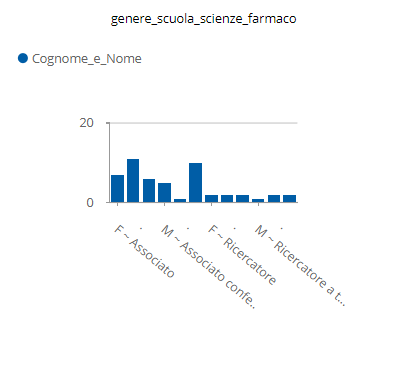 genere_scuola_scienze_farmaco
Cognome_e_Nome
20
0
F ~ Associato
.
M ~ Associato confe..
.
F ~ Ricercatore
.
M ~ Ricercatore a t...
.